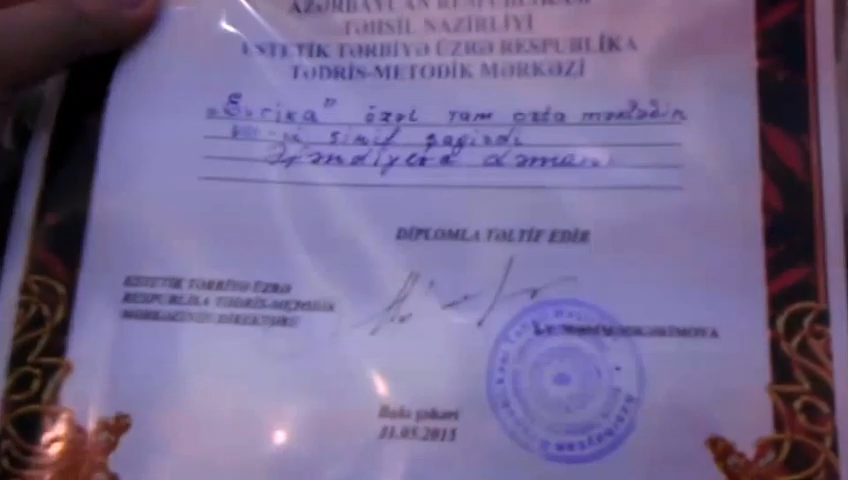 AZƏRBAYCAN RESPUBLİKASI
TƏHSİL NAZİRLİYİ
ESTETİK TƏRBİYƏ ÜZRƏ RESPUBLİKA
TƏDRİS-METODİK MƏRKƏZİ
"Evrika" özəl tam orta məktəbin
sinif şagirdi
DİPLOMLA TƏLTİF EDİR
ESTETİK TƏRBİYƏ ÜZRƏ
RESPUBLİKA TƏDRİS-METODİK
MƏRKƏZİNİN DİREKTORU
Bakı şəhəri
11.05.2015